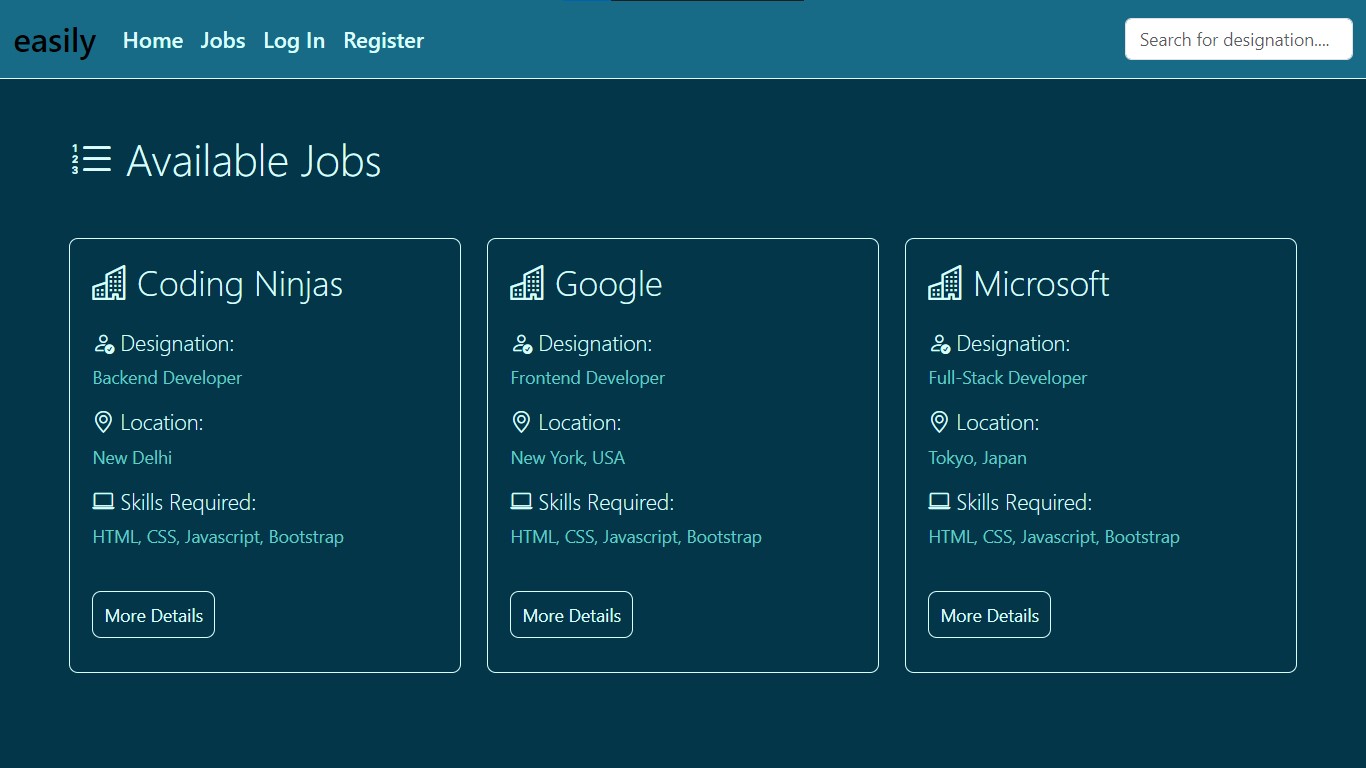 easily Home Jobs Log In Register Search for designation....
Available Jobs
Coding Ninjas
Designation:
Backend Developer
Location:
New Delhi
Skills Required:
HTML, CSS, Javascript, Bootstrap
More Details
Google
Designation:
Frontend Developer
Location:
New York, USA
Skills Required:
HTML, CSS, Javascript, Bootstrap
More Details
Microsoft
Designation:
Full-Stack Developer
Location:
Tokyo, Japan
Skills Required:
HTML, CSS, Javascript, Bootstrap
More Details